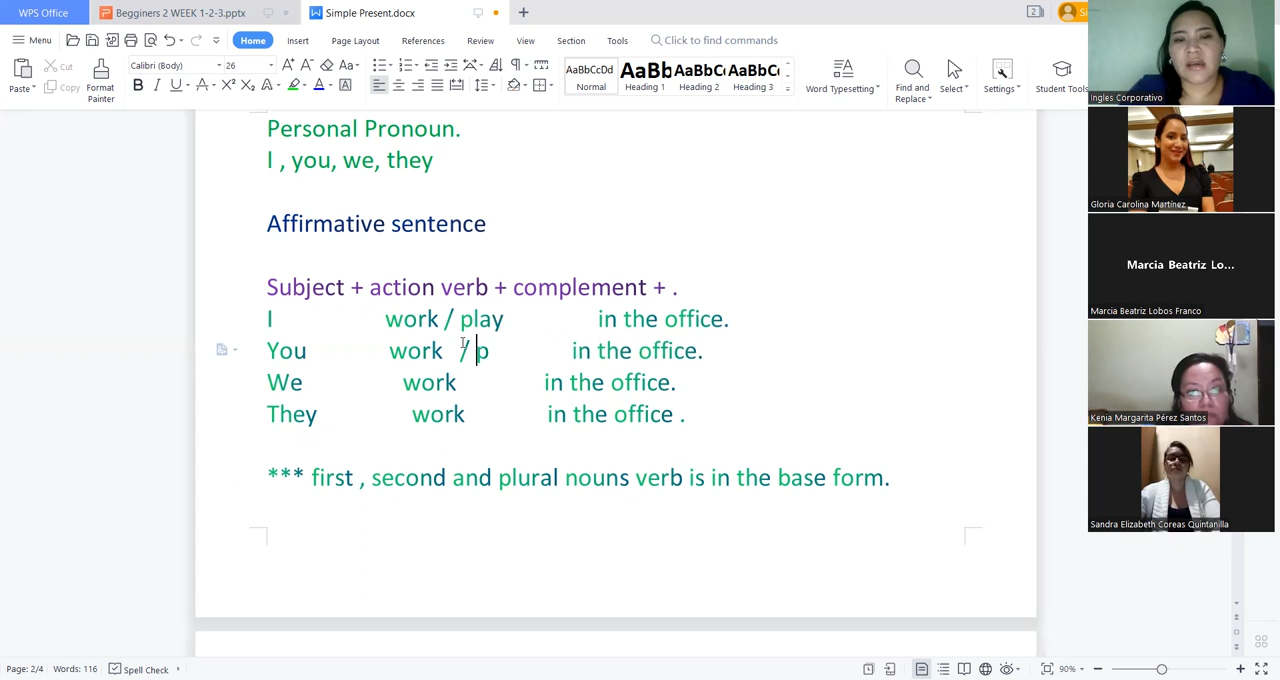 WPS Office Begginers 2 WEEK 1-2-3.pptx Simple Present.docx + 2
Menu Home Insert Page Layout References Review View Section Tools Click to find commands
Calibri (Body) 26 AaBbCcDd AaBb AaBbC AaBbC
Paste Cut Copy Format Painter Normal Heading 1 Heading 2 Heading 3 Word Typesetting Find and Replace Select Settings Student Tools
Personal Pronoun.
I , you, we, they
Affirmative sentence
Subject + action verb + complement + .
I work / play in the office.
You work / p in the office.
We work in the office.
They work in the office .
*** first , second and plural nouns verb is in the base form.
Ingles Corporativo
Gloria Carolina Martínez
Marcia Beatriz Lo...
Marcia Beatriz Lobos Franco
Kenia Margarita Pérez Santos
Sandra Elizabeth Coreas Quintanilla
Page: 2/4 Words: 116 Spell Check 90%